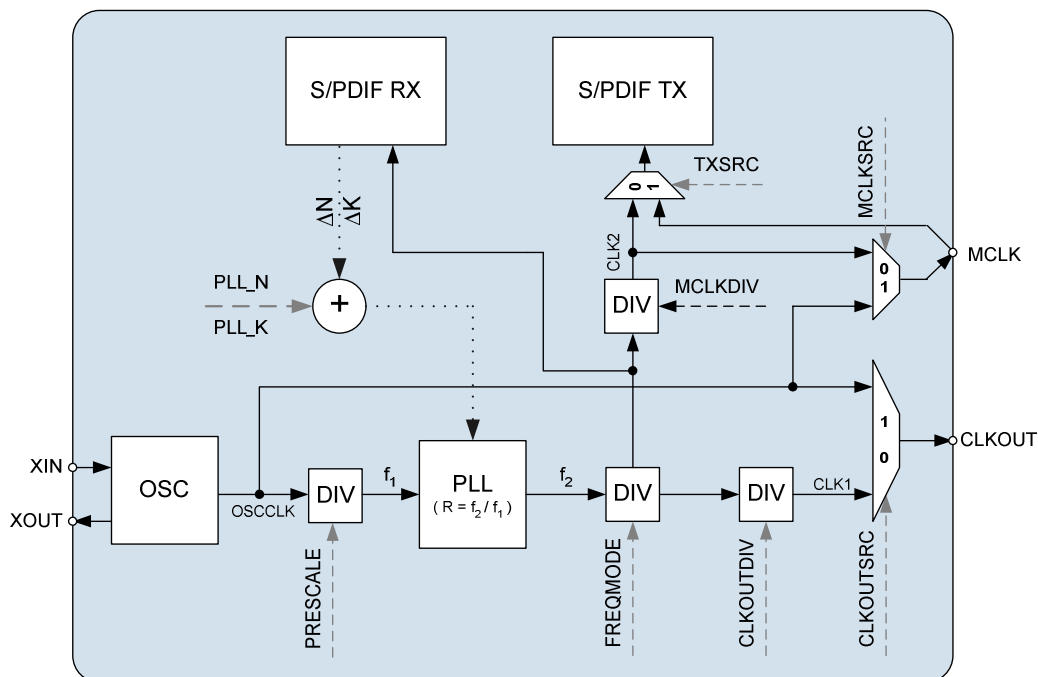 S/PDIF RX
S/PDIF TX
TXSRC
MCLKSRC
ΔN
ΔK
0
1
CLK2
MCLK
0
1
PLL_N
PLL_K
+
DIV
MCLKDIV
XIN
XOUT
OSC
OSCCLK
DIV
f1
PLL
( R = f2 / f1 )
f2
DIV
DIV
CLK1
1
0
CLKOUT
PRESCALE
FREQMODE
CLKOUTDIV
CLKOUTSRC